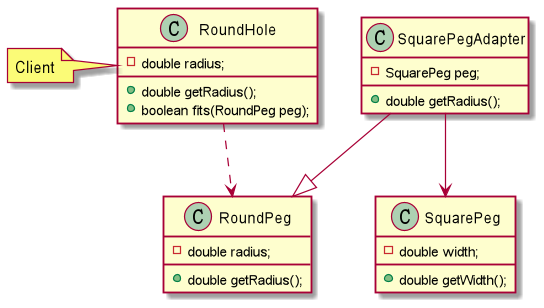 Client
C RoundHole
double radius;
double getRadius();
boolean fits(RoundPeg peg);
C SquarePegAdapter
SquarePeg peg;
double getRadius();
C RoundPeg
double radius;
double getRadius();
C SquarePeg
double width;
double getWidth();